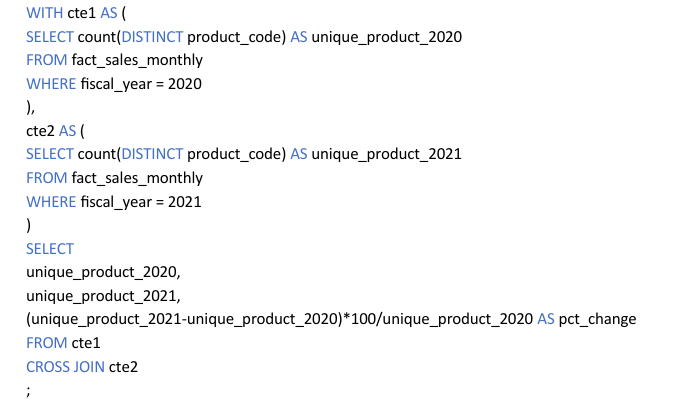 WITH cte1 AS (
SELECT count(DISTINCT product_code) AS unique_product_2020
FROM fact_sales_monthly
WHERE fiscal_year = 2020
),
cte2 AS (
SELECT count(DISTINCT product_code) AS unique_product_2021
FROM fact_sales_monthly
WHERE fiscal_year = 2021
)
SELECT
unique_product_2020,
unique_product_2021,
(unique_product_2021-unique_product_2020)*100/unique_product_2020 AS pct_change
FROM cte1
CROSS JOIN cte2
;